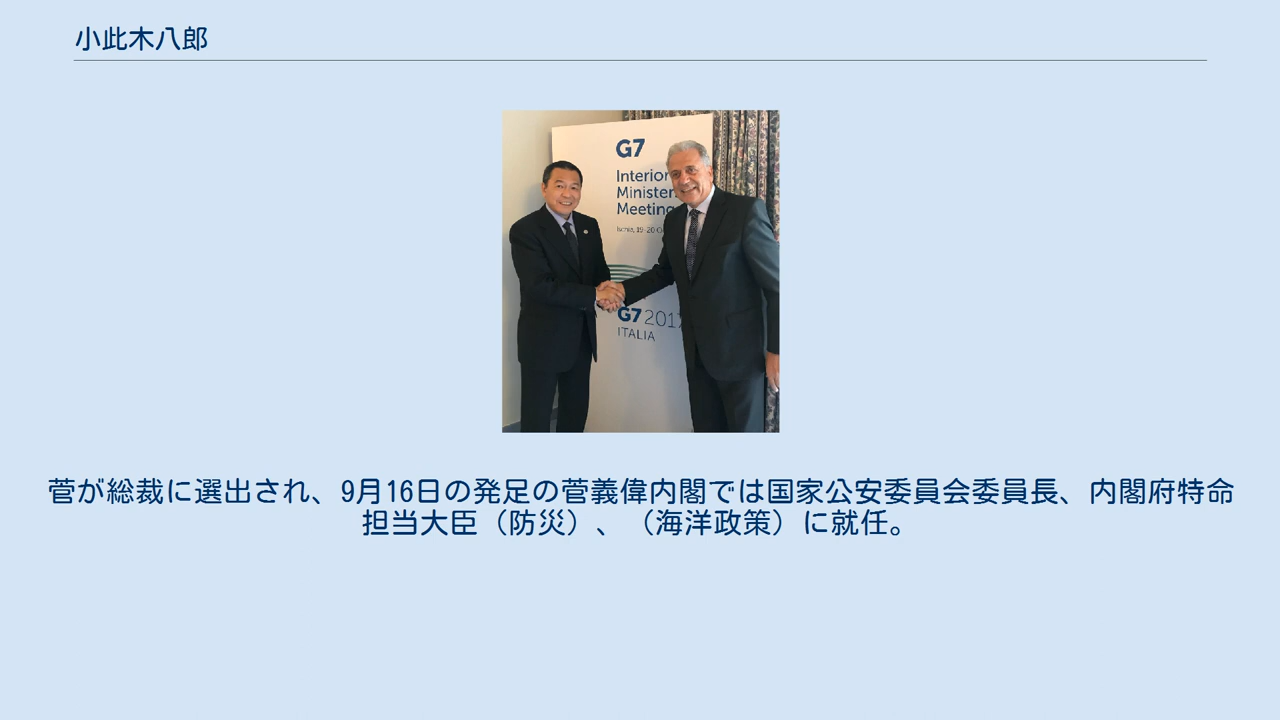 小此木八郎
G7
Interior
Minister
Meeting
G7 2017
ITALIA
菅が総裁に選出され、9月16日の発足の菅義偉内閣では国家公安委員会委員長、内閣府特命
担当大臣（防災）、（海洋政策）に就任。